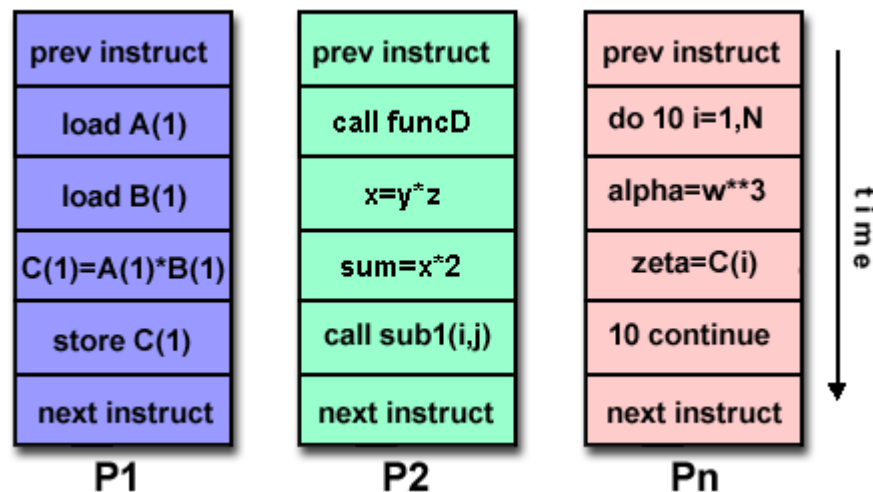 prev instruct
load A(1)
load B(1)
C(1)=A(1)*B(1)
store C(1)
next instruct
P1
prev instruct
call funcD
x=y*z
sum=x*2
call sub1(i,j)
next instruct
P2
prev instruct
do 10 i=1,N
alpha=w**3
zeta=C(i)
10 continue
next instruct
Pn
time